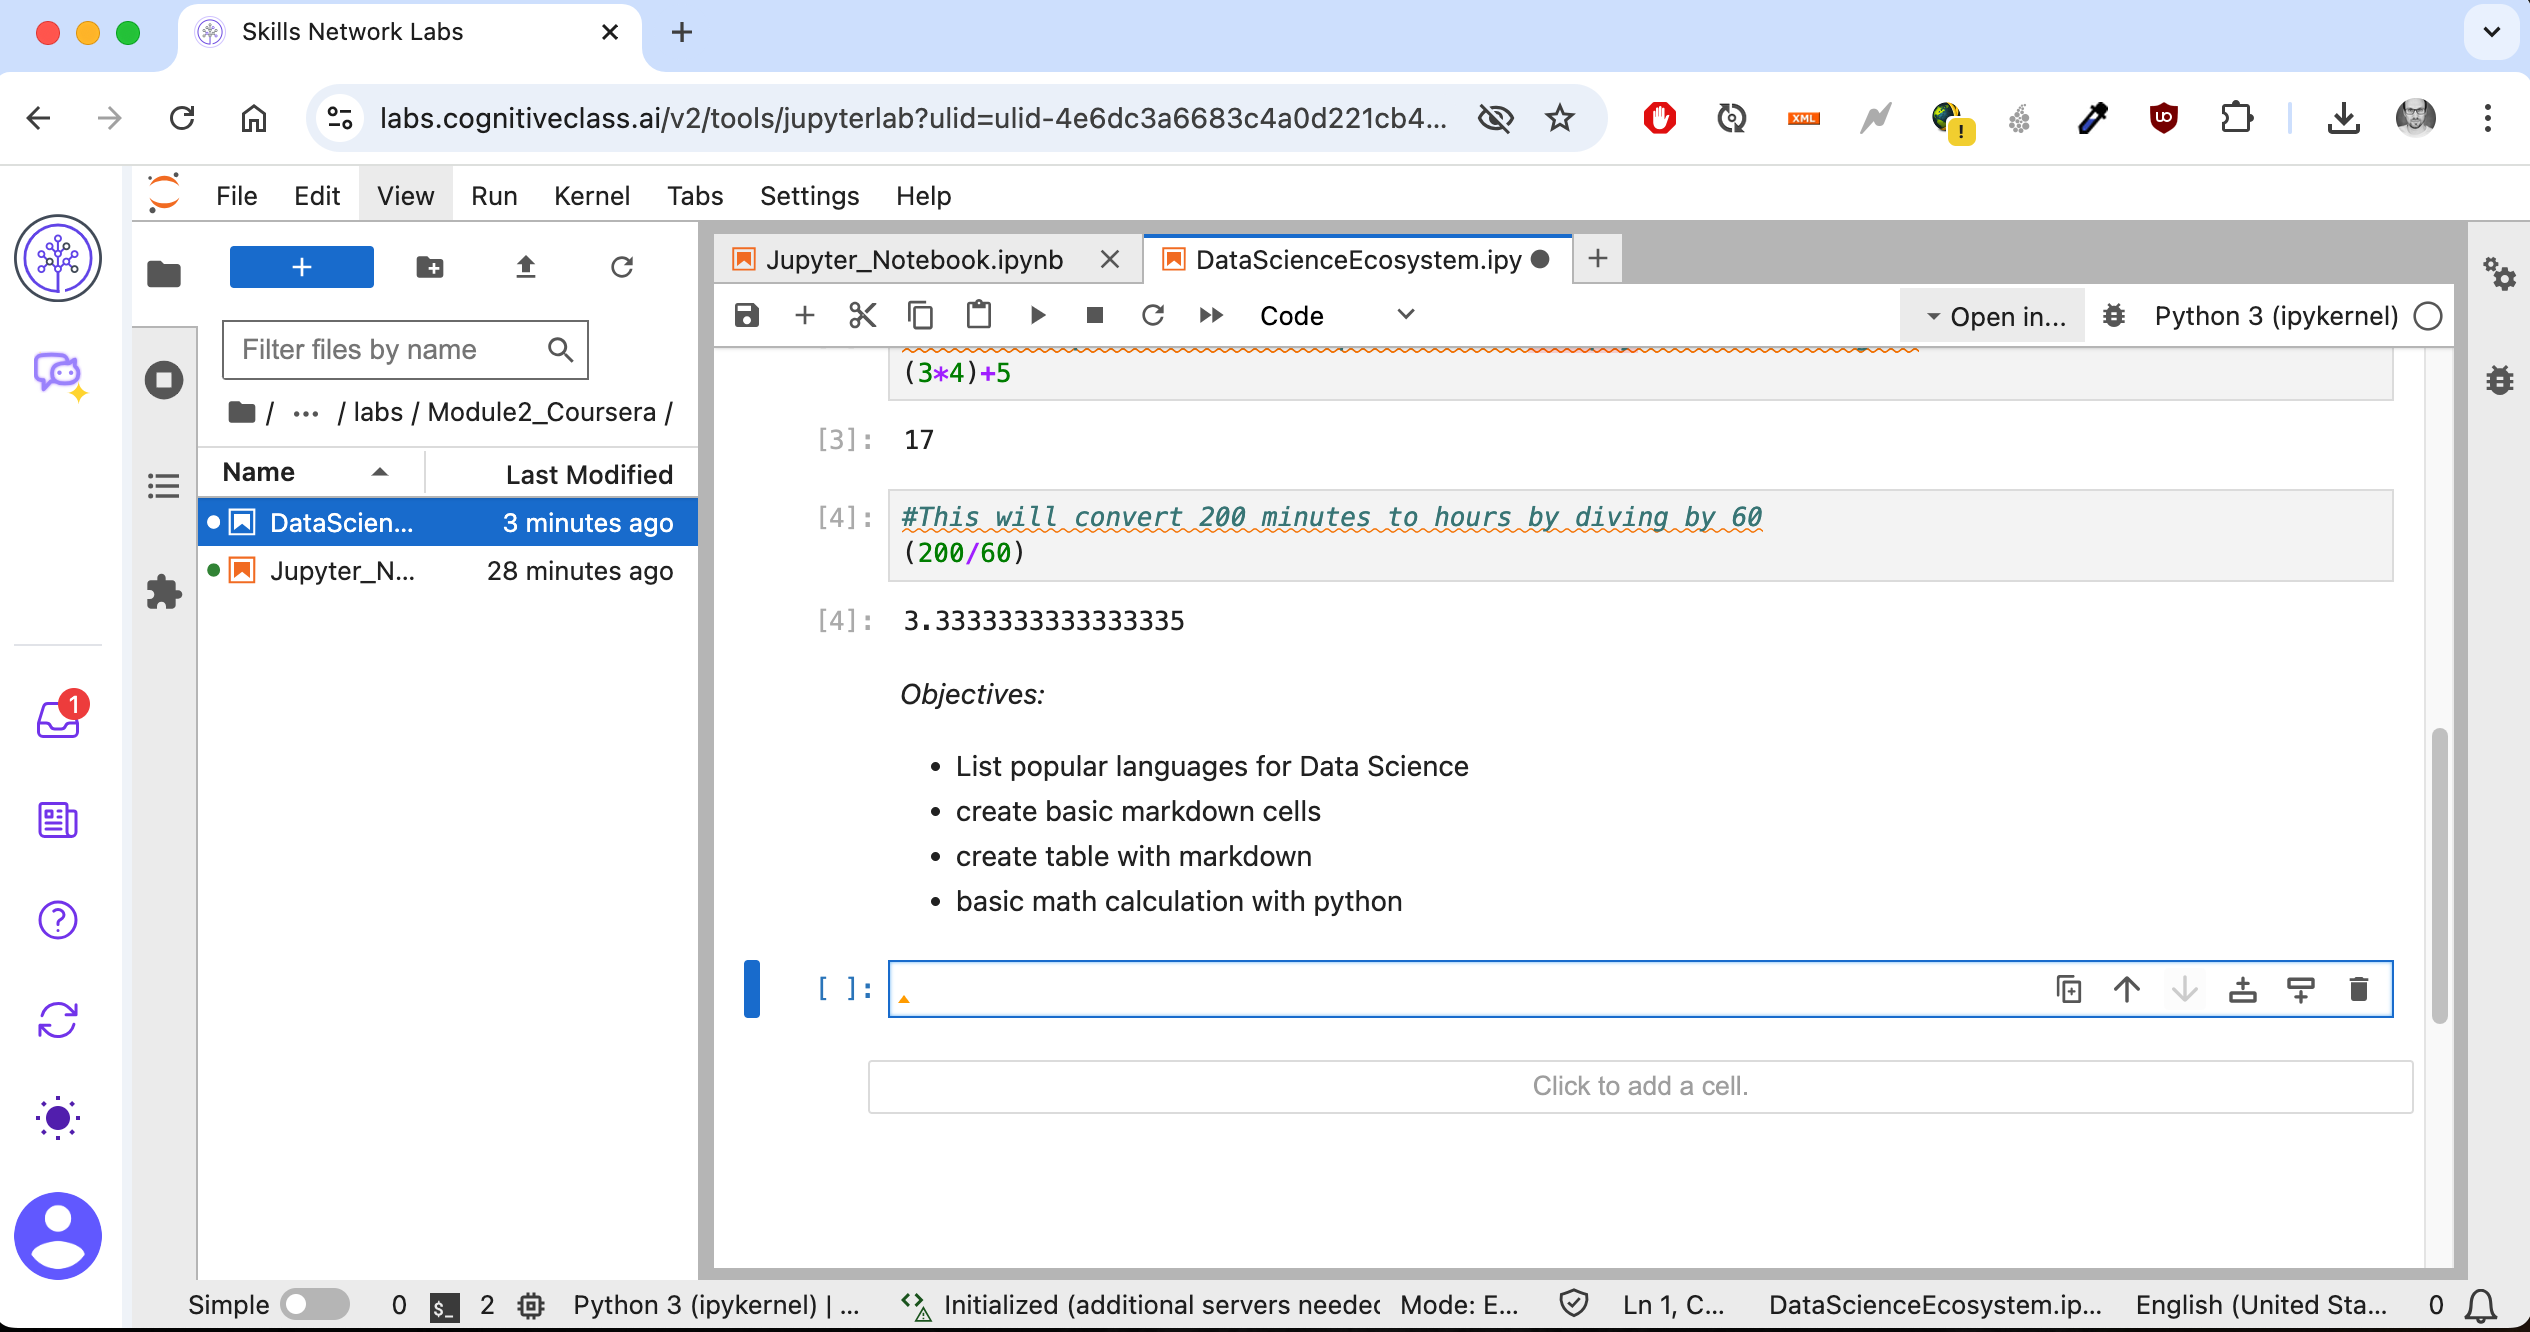 Skills Network Labs
labs.cognitiveclass.ai/v2/tools/jupyterlab?ulid=ulid-4e6dc3a6683c4a0d221cb4...
XML
!
UO
File Edit View Run Kernel Tabs Settings Help
Jupyter_Notebook.ipynb
DataScienceEcosystem.ipy
Filter files by name
Code
Open in...
Python 3 (ipykernel)
/ ... / labs / Module2_Coursera /
Name
Last Modified
DataScien... 3 minutes ago
Jupyter_N... 28 minutes ago
(3*4)+5
[3]: 17
[4]: #This will convert 200 minutes to hours by diving by 60
(200/60)
[4]: 3.3333333333333335
Objectives:
• List popular languages for Data Science
• create basic markdown cells
• create table with markdown
• basic math calculation with python
[ ]:
Click to add a cell.
1
Simple 0 $_ 2 Python 3 (ipykernel) | ... Initialized (additional servers needed Mode: E... Ln 1, C... DataScienceEcosystem.ip... English (United Sta... 0